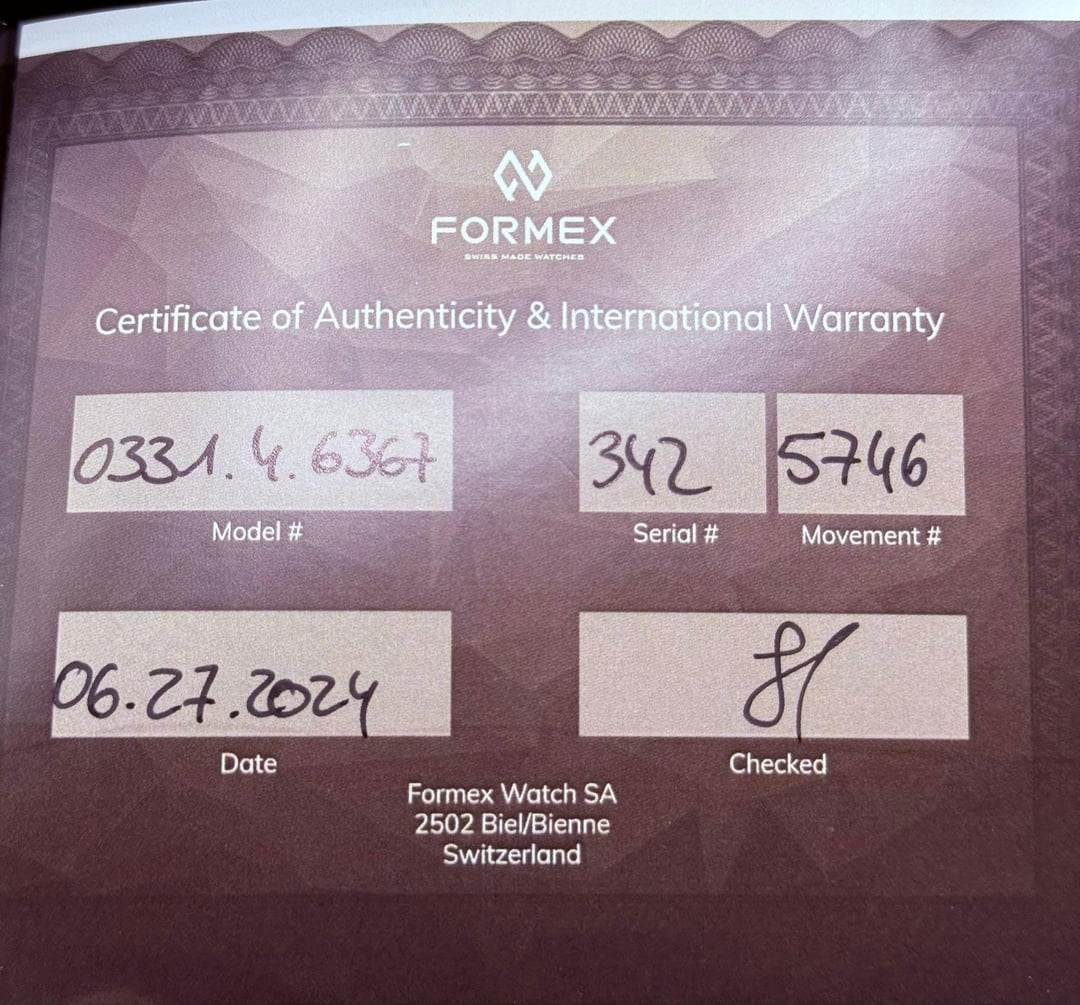 FORMEX
SWISS MADE WATCHES
Certificate of Authenticity & International Warranty
0331.4.6367 342 5746
Model # Serial # Movement #
06.27.2024
Date Checked
Formex Watch SA
2502 Biel/Bienne
Switzerland